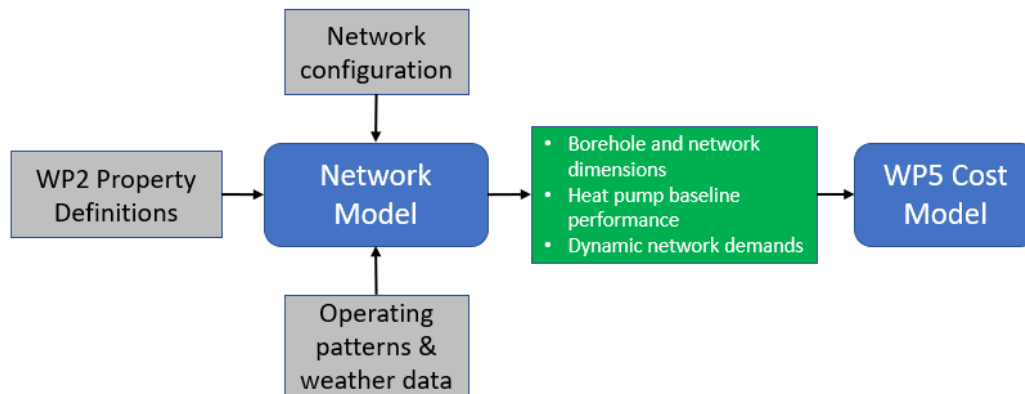 Network
configuration
WP2 Property
Definitions
Network
Model
• Borehole and network
dimensions
• Heat pump baseline
performance
• Dynamic network demands
WP5 Cost
Model
Operating
patterns &
weather data